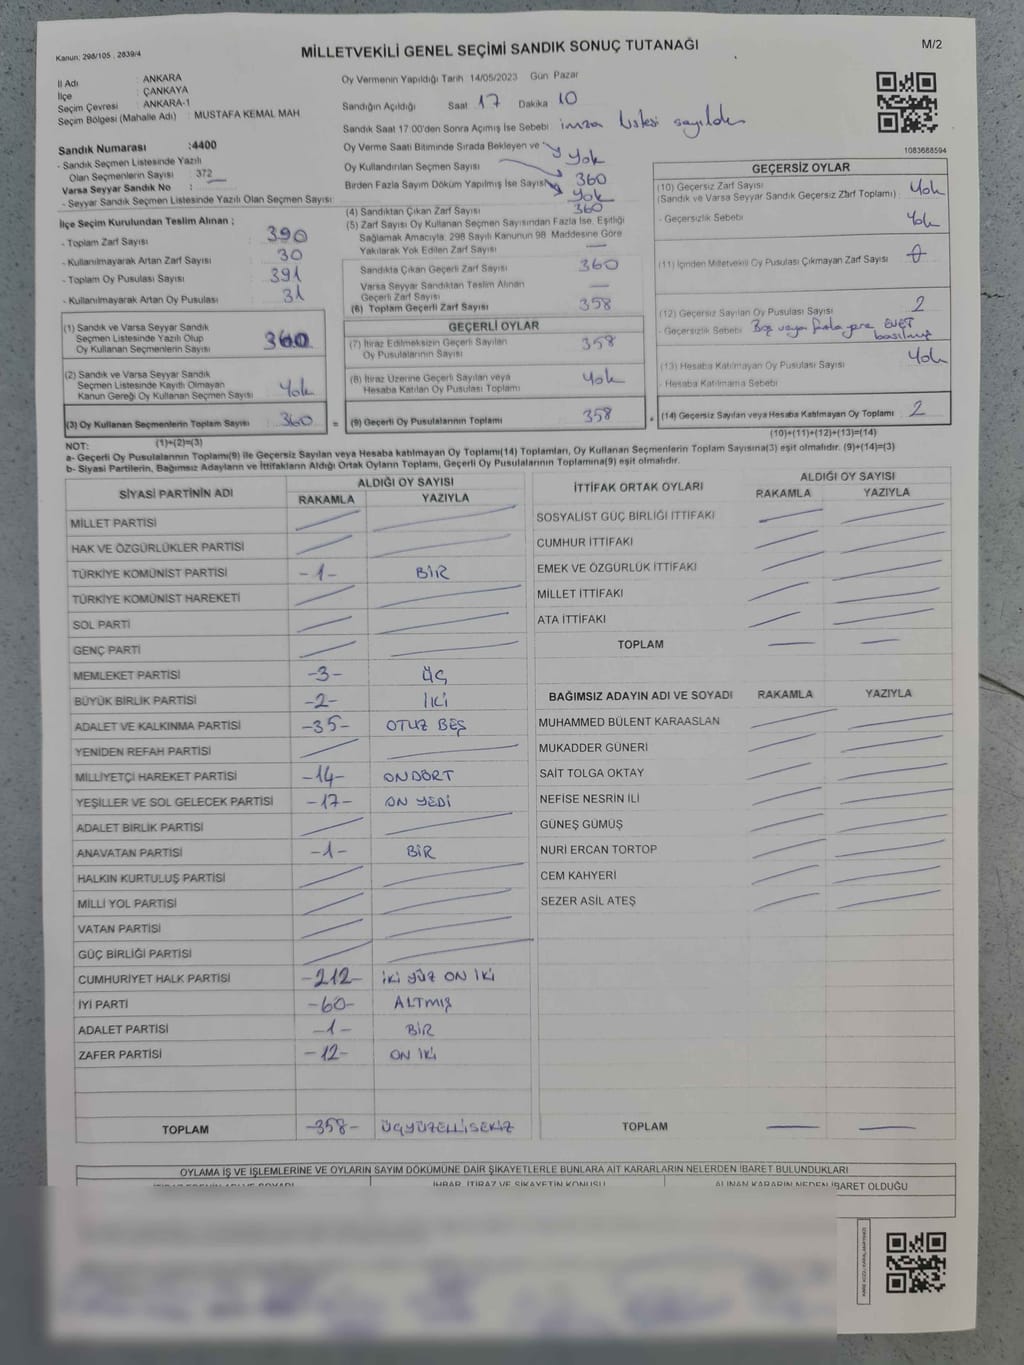 Kanun: 298/105 , 2839/4
MİLLETVEKİLİ GENEL SEÇİMİ SANDIK SONUÇ TUTANAĞI
M/2
İl Adı : ANKARA
İlçe : ÇANKAYA
Seçim Çevresi : ANKARA-1
Seçim Bölgesi (Mahalle Adı) : MUSTAFA KEMAL MAH
Oy Vermenin Yapıldığı Tarih 14/05/2023 Gün Pazar
Sandığın Açıldığı Saat 17 Dakika 10
Sandık Saat 17:00'den Sonra Açımış İse Sebebi imza listesi sayıldı
1083688594
Sandık Numarası :4400
- Sandık Seçmen Listesinde Yazılı
Olan Seçmenlerin Sayısı 372
Varsa Seyyar Sandık No :
- Seyyar Sandık Seçmen Listesinde Yazılı Olan Seçmen Sayısı:
Oy Verme Saati Bitiminde Sırada Bekleyen ve Yok
Oy Kullandırılan Seçmen Sayısı 360
Birden Fazla Sayım Döküm Yapılmış İse Sayısı Yok
İlçe Seçim Kurulundan Teslim Alınan ;
- Toplam Zarf Sayısı : 390
- Kullanılmayarak Artan Zarf Sayısı : 30
- Toplam Oy Pusulası Sayısı : 391
- Kullanılmayarak Artan Oy Pusulası : 31
(4) Sandıktan Çıkan Zarf Sayısı 360
(5) Zarf Sayısı Oy Kullanan Seçmen Sayısından Fazla İse, Eşitliği
Sağlamak Amacıyla; 298 Sayılı Kanunun 98. Maddesine Göre
Yakılarak Yok Edilen Zarf Sayısı —
Sandıkta Çıkan Geçerli Zarf Sayısı 360
Varsa Seyyar Sandıktan Teslim Alınan
Geçerli Zarf Sayısı —
(6) Toplam Geçerli Zarf Sayısı 358
GEÇERSİZ OYLAR
(10) Geçersiz Zarf Sayısı
(Sandık ve Varsa Seyyar Sandık Geçersiz Zarf Toplamı) : Yok
- Geçersizlik Sebebi Yok
(11) İçinden Milletvekili Oy Pusulası Çıkmayan Zarf Sayısı 0
(12) Geçersiz Sayılan Oy Pusulası Sayısı 2
- Geçersizlik Sebebi Boş veya fazla yere EVET
basılmış
(13) Hesaba Katılmayan Oy Pusulası Sayısı Yok
- Hesaba Katılmama Sebebi
(14) Geçersiz Sayılan veya Hesaba Katılmayan Oy Toplamı 2
(10)+(11)+(12)+(13)=(14)
(1) Sandık ve Varsa Seyyar Sandık
Seçmen Listesinde Yazılı Olup
Oy Kullanan Seçmenlerin Sayısı 360
(2) Sandık ve Varsa Seyyar Sandık
Seçmen Listesinde Kayıtlı Olmayan
Kanun Gereği Oy Kullanan Seçmen Sayısı Yok
(3) Oy Kullanan Seçmenlerin Toplam Sayısı 360
(1)+(2)=(3)
GEÇERLİ OYLAR
(7) İtiraz Edilmeksizin Geçerli Sayılan
Oy Pusulalarının Sayısı 358
(8) İtiraz Üzerine Geçerli Sayılan veya
Hesaba Katılan Oy Pusulası Toplamı Yok
= (9) Geçerli Oy Pusulalarının Toplamı 358 +
NOT:
a- Geçerli Oy Pusulalarının Toplamı(9) ile Geçersiz Sayılan veya Hesaba katılmayan Oy Toplamı(14) Toplamları, Oy Kullanan Seçmenlerin Toplam Sayısına(3) eşit olmalıdır. (9)+(14)=(3)
b- Siyasi Partilerin, Bağımsız Adayların ve İttifakların Aldığı Ortak Oyların Toplamı, Geçerli Oy Pusulalarının Toplamına(9) eşit olmalıdır.
SİYASİ PARTİNİN ADI ALDIĞI OY SAYISI
RAKAMLA YAZIYLA
MİLLET PARTİSİ
HAK VE ÖZGÜRLÜKLER PARTİSİ
TÜRKİYE KOMÜNİST PARTİSİ -1- BİR
TÜRKİYE KOMÜNİST HAREKETİ
SOL PARTİ
GENÇ PARTİ
MEMLEKET PARTİSİ -3- ÜÇ
BÜYÜK BİRLİK PARTİSİ -2- İKİ
ADALET VE KALKINMA PARTİSİ -35- OTUZ BEŞ
YENİDEN REFAH PARTİSİ
MİLLİYETÇİ HAREKET PARTİSİ -14- ONDÖRT
YEŞİLLER VE SOL GELECEK PARTİSİ -17- ON YEDİ
ADALET BİRLİK PARTİSİ
ANAVATAN PARTİSİ -1- BİR
HALKIN KURTULUŞ PARTİSİ
MİLLİ YOL PARTİSİ
VATAN PARTİSİ
GÜÇ BİRLİĞİ PARTİSİ
CUMHURİYET HALK PARTİSİ -212- İKİ YÜZ ON İKİ
İYİ PARTİ -60- ALTMIŞ
ADALET PARTİSİ -1- BİR
ZAFER PARTİSİ -12- ON İKİ
TOPLAM -358- ÜÇYÜZELLİSEKİZ
İTTİFAK ORTAK OYLARI ALDIĞI OY SAYISI
RAKAMLA YAZIYLA
SOSYALİST GÜÇ BİRLİĞİ İTTİFAKI
CUMHUR İTTİFAKI
EMEK VE ÖZGÜRLÜK İTTİFAKI
MİLLET İTTİFAKI
ATA İTTİFAKI
TOPLAM — —
BAĞIMSIZ ADAYIN ADI VE SOYADI RAKAMLA YAZIYLA
MUHAMMED BÜLENT KARAASLAN
MUKADDER GÜNERİ
SAİT TOLGA OKTAY
NEFİSE NESRİN İLİ
GÜNEŞ GÜMÜŞ
NURİ ERCAN TORTOP
CEM KAHYERİ
SEZER ASİL ATEŞ
TOPLAM — —
OYLAMA İŞ VE İŞLEMLERİNE VE OYLARIN SAYIM DÖKÜMÜNE DAİR ŞİKAYETLERLE BUNLARA AİT KARARLARIN NELERDEN İBARET BULUNDUKLARI
İHBAR, İTİRAZ VE ŞİKAYETİN KONUSU ALINAN KARARIN NEDEN İBARET OLDUĞU